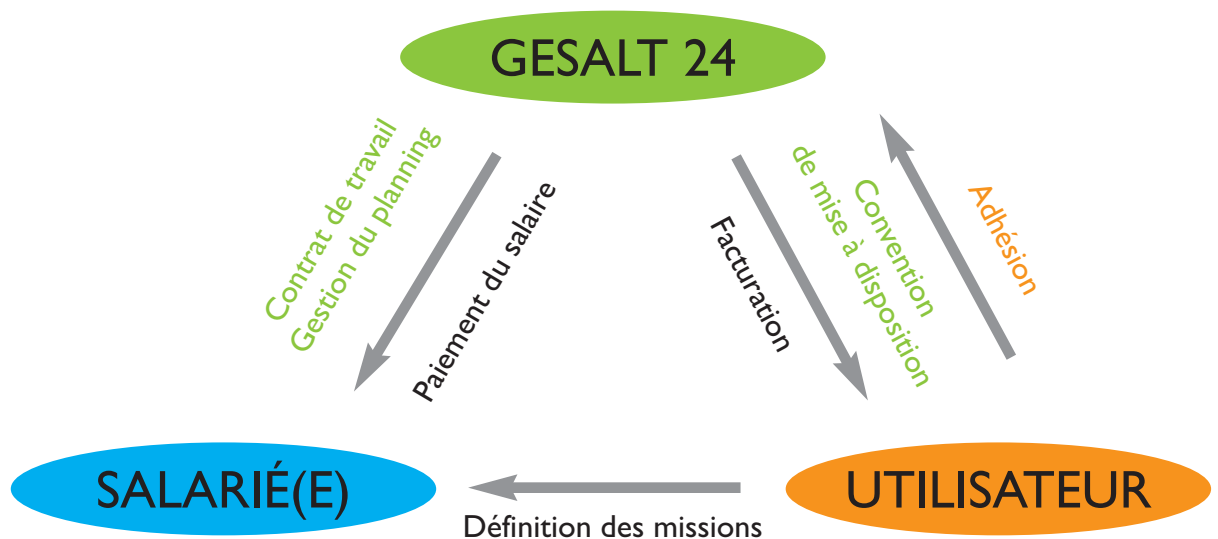 GESALT 24
Contrat de travail
Gestion du planning
Paiement du salaire
Facturation
Convention
de mise à disposition
Adhésion
SALARIÉ(E)
Définition des missions
UTILISATEUR